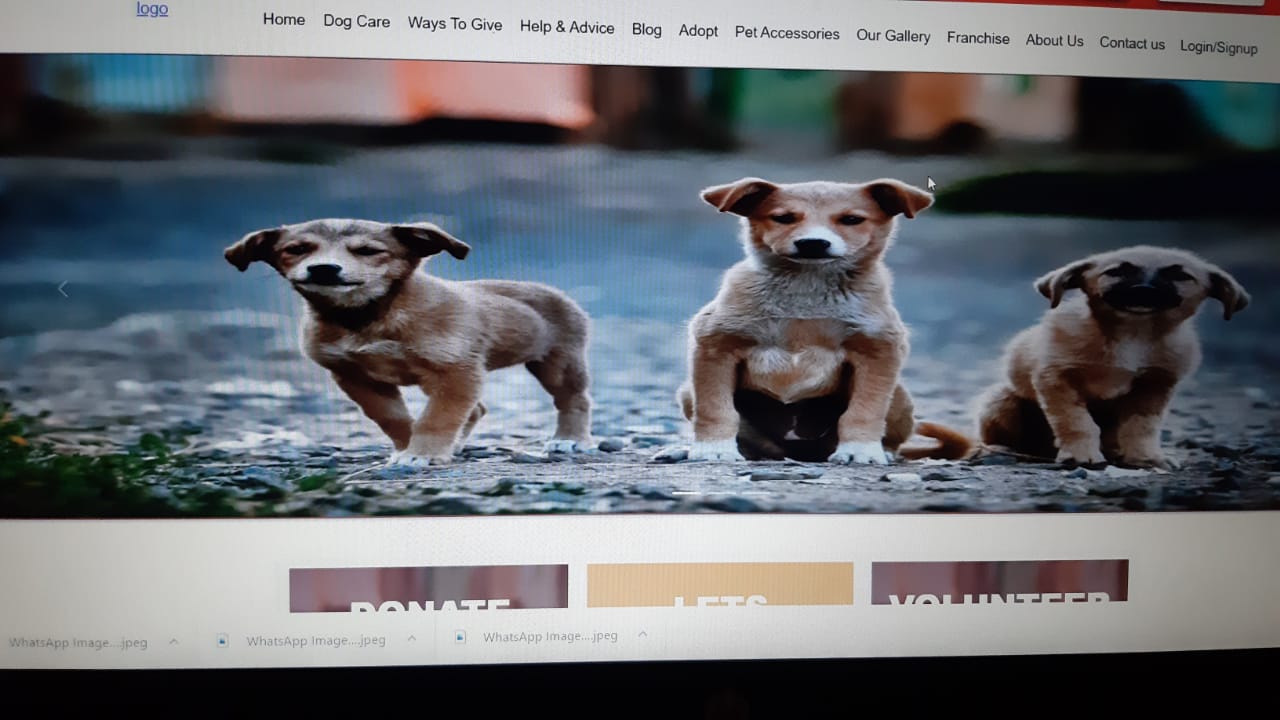 logo
Home Dog Care Ways To Give Help & Advice Blog Adopt Pet Accessories Our Gallery Franchise About Us Contact us Login/Signup
DONATE LETS VOLUNTEER
WhatsApp Image....jpeg WhatsApp Image....jpeg WhatsApp Image....jpeg